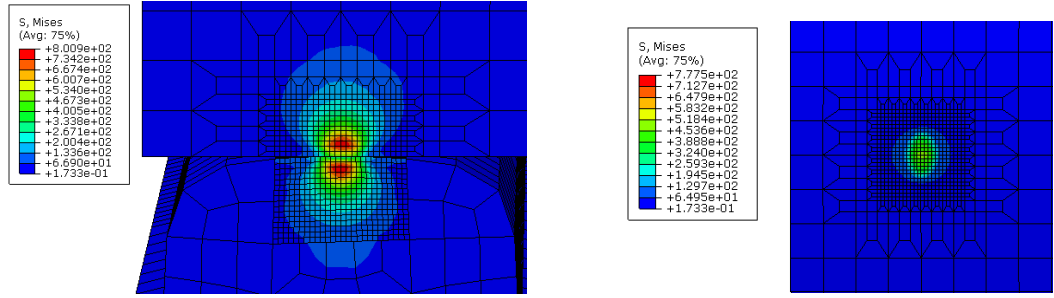 S, Mises
(Avg: 75%)
+8.009e+02
+7.342e+02
+6.674e+02
+6.007e+02
+5.340e+02
+4.673e+02
+4.005e+02
+3.338e+02
+2.671e+02
+2.004e+02
+1.336e+02
+6.690e+01
+1.733e-01
S, Mises
(Avg: 75%)
+7.775e+02
+7.127e+02
+6.479e+02
+5.832e+02
+5.184e+02
+4.536e+02
+3.888e+02
+3.240e+02
+2.593e+02
+1.945e+02
+1.297e+02
+6.495e+01
+1.733e-01